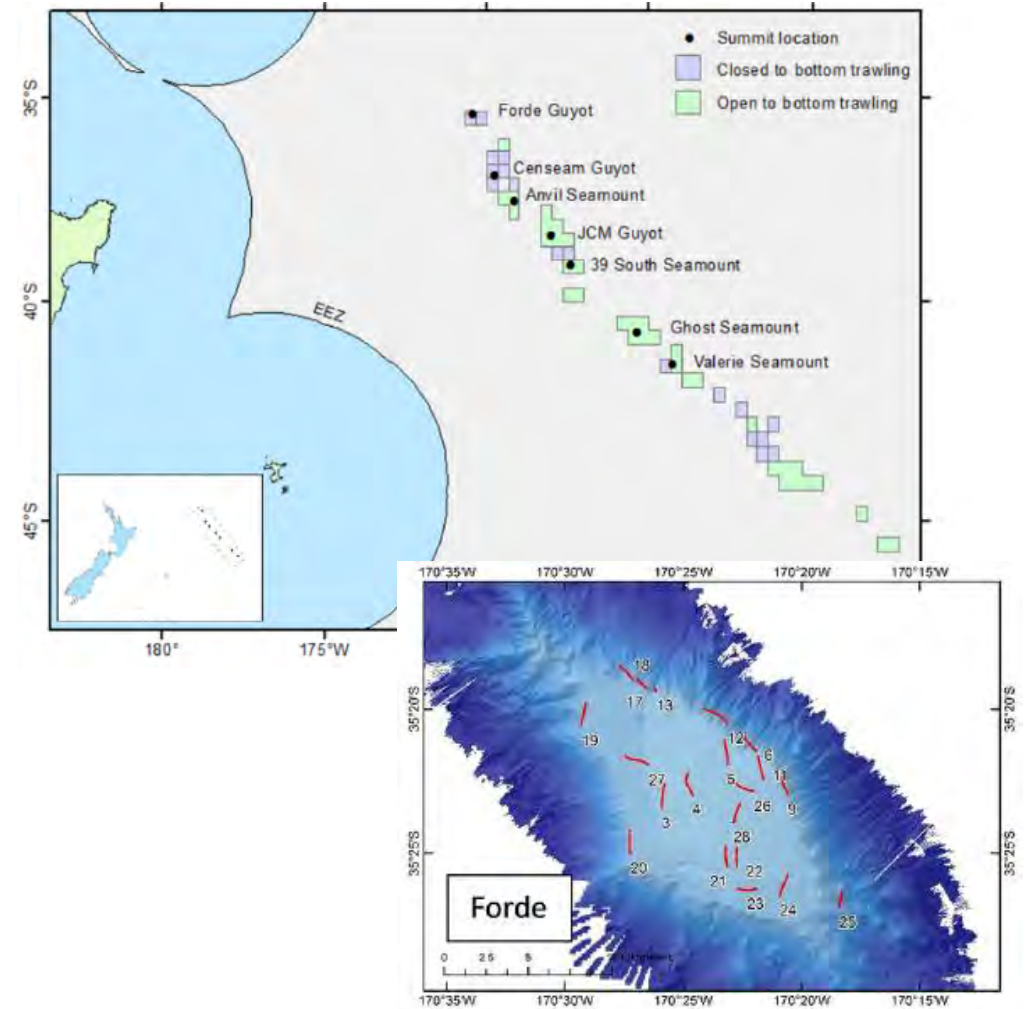 Summit location
Closed to bottom trawling
Open to bottom trawling
35°S
40°S
45°S
Forde Guyot
Censeam Guyot
Anvil Seamount
JCM Guyot
39 South Seamount
EEZ
Ghost Seamount
Valerie Seamount
180°
175°W
170°35'W 170°30'W 170°25'W 170°20'W 170°15'W
35°20'S
35°20'S
18
17 13
19
12
6
27 5 11
4 26 9
3
28
35°25'S
35°25'S
20 21 22
23 24
25
Forde
0 2.5 5
170°35'W 170°30'W 170°25'W 170°20'W 170°15'W